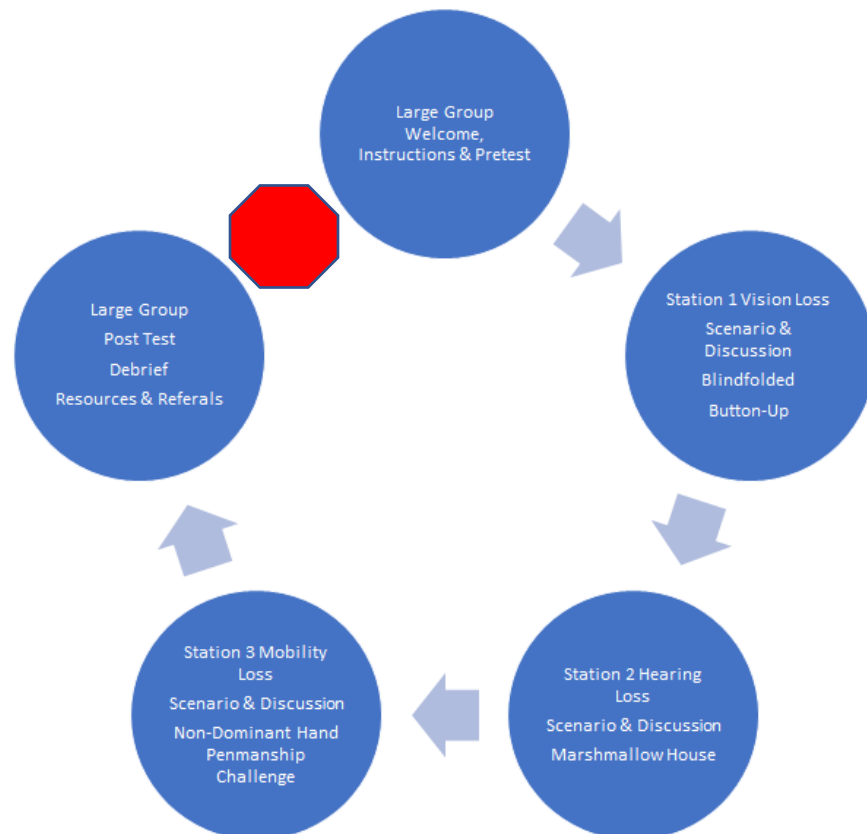 Large Group
Welcome,
Instructions & Pretest
Station 1 Vision Loss
Scenario &
Discussion
Blindfolded
Button-Up
Station 2 Hearing
Loss
Scenario & Discussion
Marshmallow House
Station 3 Mobility
Loss
Scenario & Discussion
Non-Dominant Hand
Penmanship
Challenge
Large Group
Post Test
Debrief
Resources & Referals